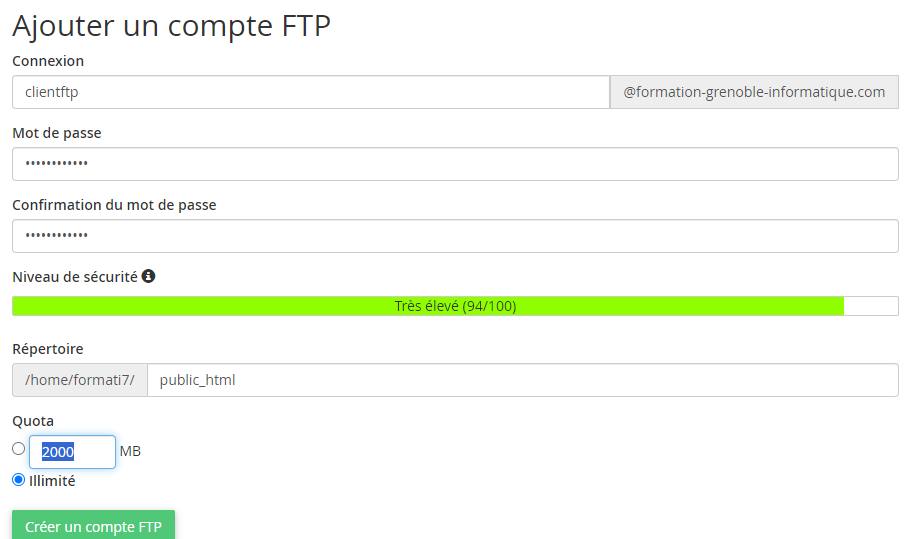 Ajouter un compte FTP
Connexion
clientftp @formation-grenoble-informatique.com
Mot de passe
••••••••••••
Confirmation du mot de passe
••••••••••••
Niveau de sécurité
Très élevé (94/100)
Répertoire
/home/formati7/ public_html
Quota
2000 MB
Illimité
Créer un compte FTP